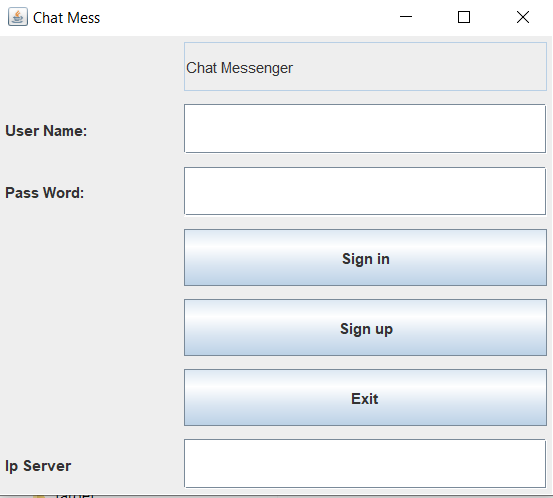 Chat Mess
Chat Messenger
User Name:
Pass Word:
Sign in
Sign up
Exit
Ip Server